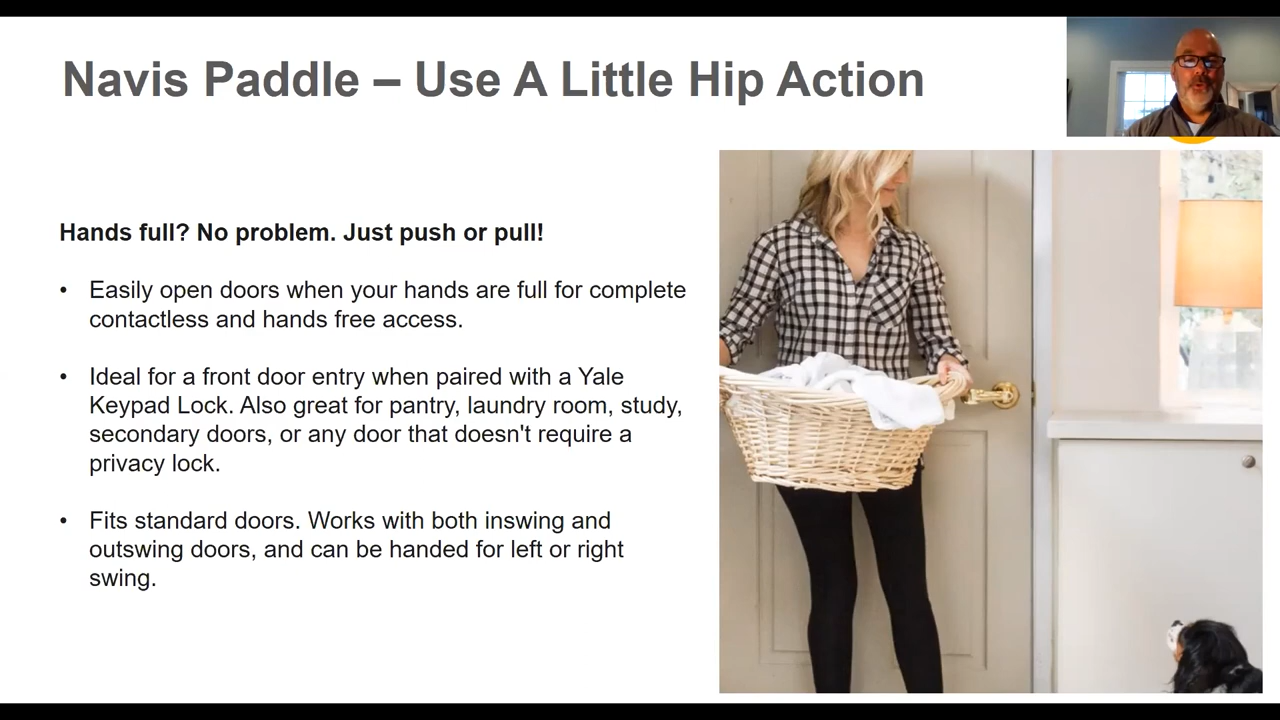 Navis Paddle – Use A Little Hip Action
Hands full? No problem. Just push or pull!
• Easily open doors when your hands are full for complete
contactless and hands free access.
• Ideal for a front door entry when paired with a Yale
Keypad Lock. Also great for pantry, laundry room, study,
secondary doors, or any door that doesn't require a
privacy lock.
• Fits standard doors. Works with both inswing and
outswing doors, and can be handed for left or right
swing.